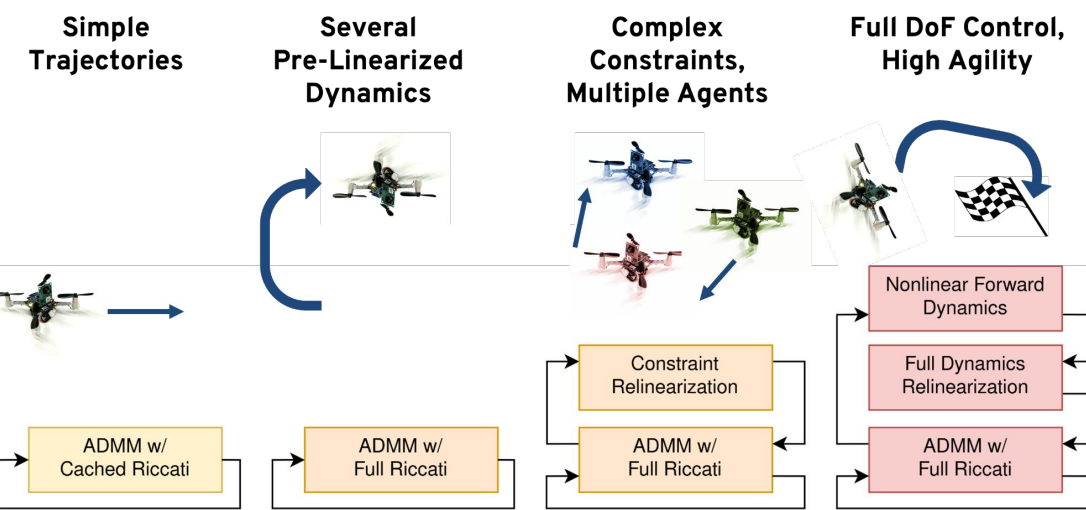 Simple
Trajectories
Several
Pre-Linearized
Dynamics
Complex
Constraints,
Multiple Agents
Full DoF Control,
High Agility
ADMM w/
Cached Riccati
ADMM w/
Full Riccati
Constraint
Relinearization
ADMM w/
Full Riccati
Nonlinear Forward
Dynamics
Full Dynamics
Relinearization
ADMM w/
Full Riccati